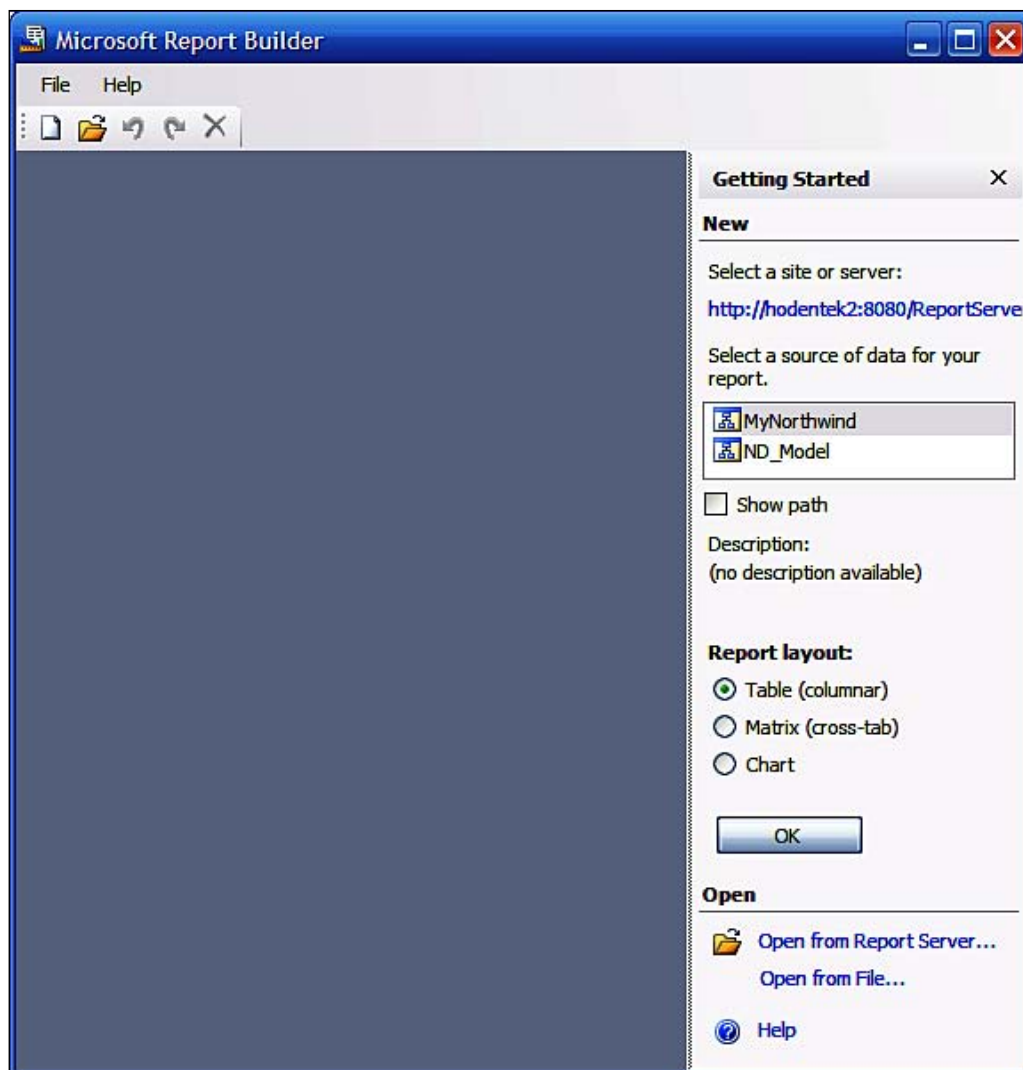 Microsoft Report Builder
File Help
Getting Started
New
Select a site or server:
http://hodentek2:8080/ReportServe
Select a source of data for your
report.
MyNorthwind
ND_Model
Show path
Description:
(no description available)
Report layout:
Table (columnar)
Matrix (cross-tab)
Chart
OK
Open
Open from Report Server...
Open from File...
Help